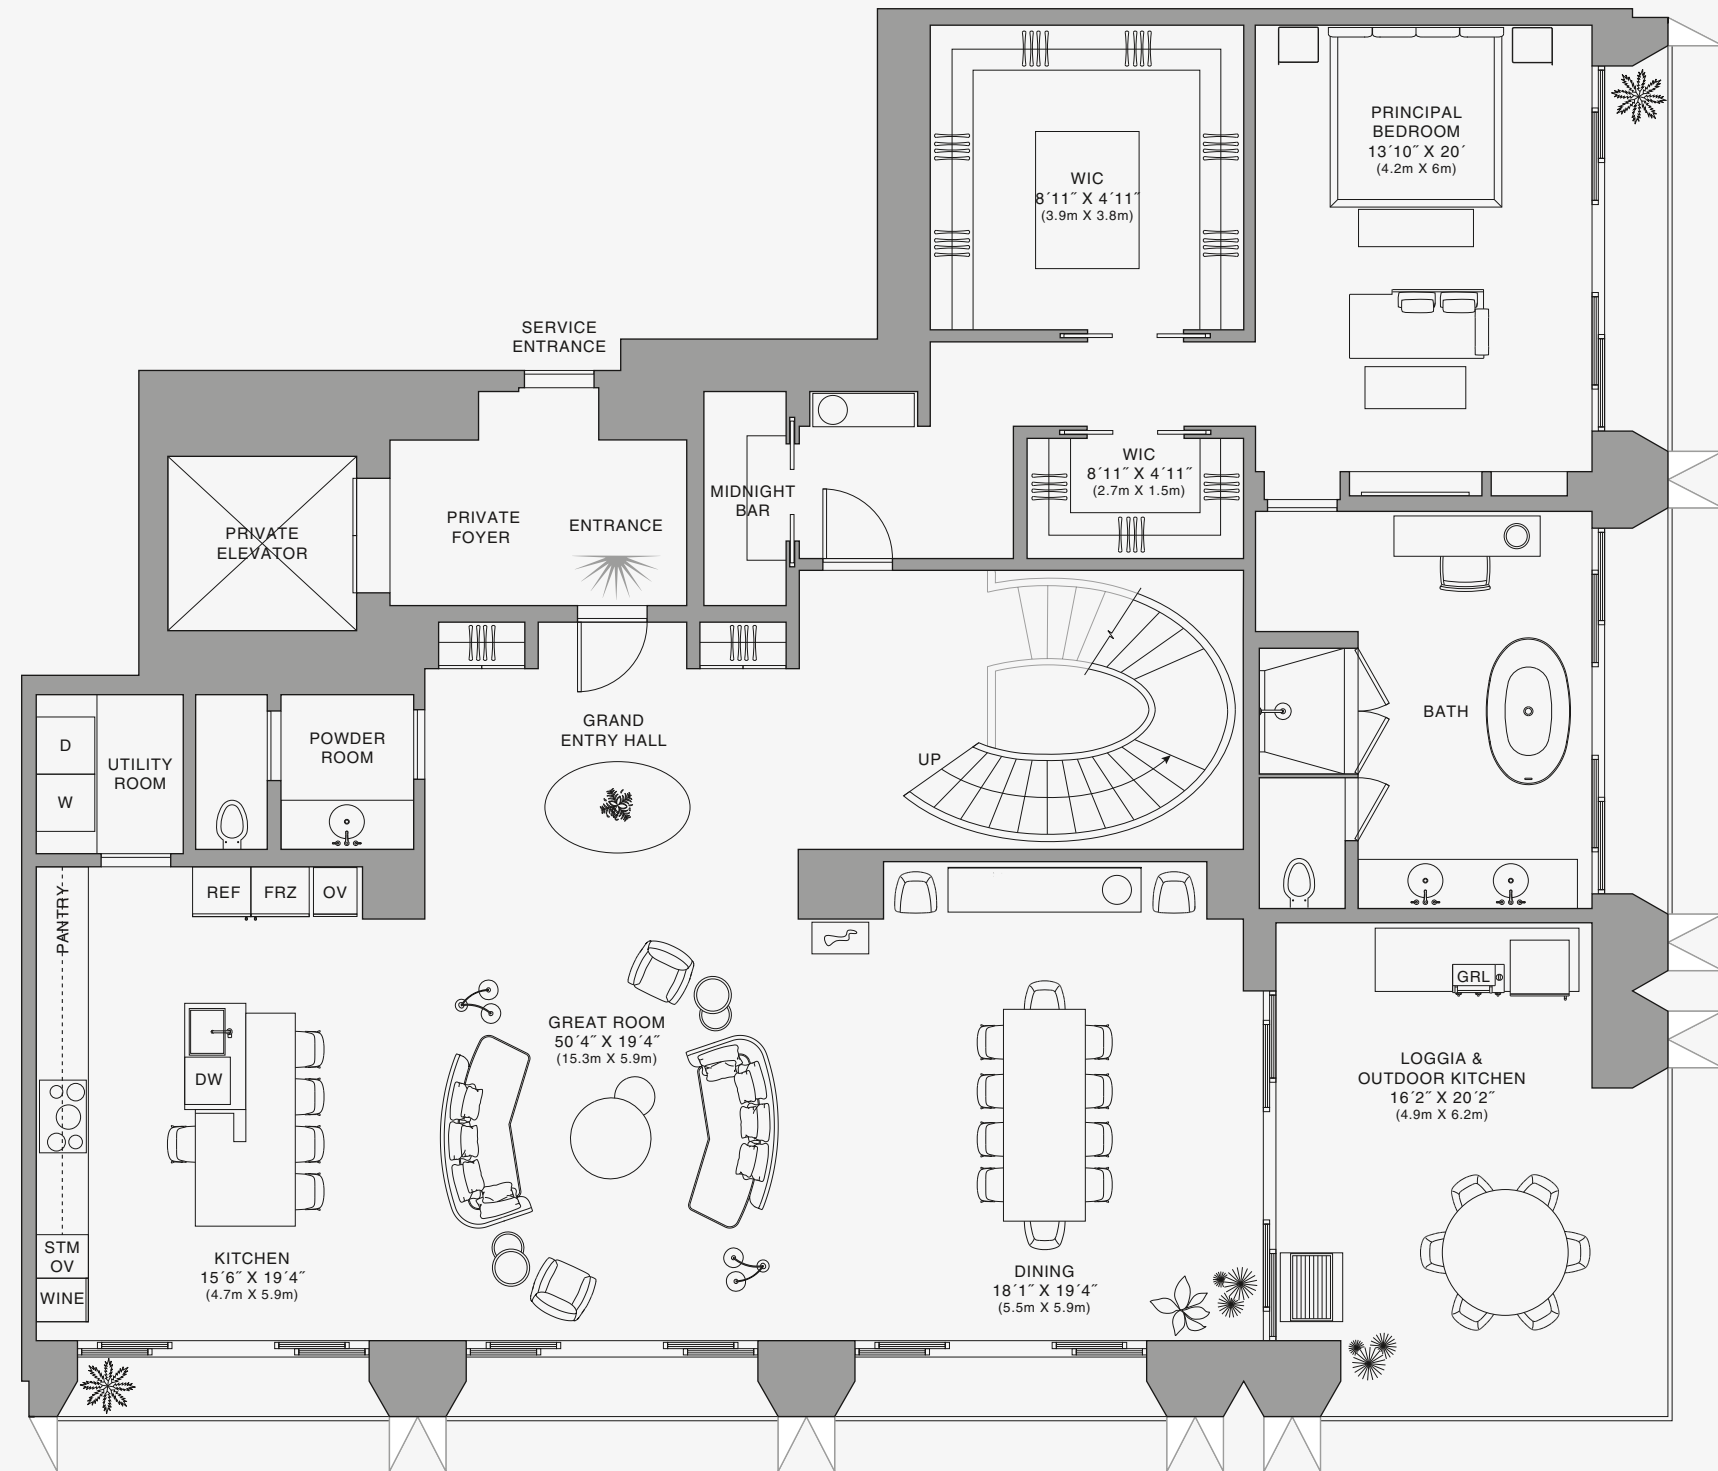 PRINCIPAL
BEDROOM
13´10˝ X 20´
(4.2m X 6m)
WIC
8´11˝ X 4´11˝
(3.9m X 3.8m)
SERVICE
ENTRANCE
WIC
8´11˝ X 4´11˝
(2.7m X 1.5m)
MIDNIGHT
BAR
PRIVATE
FOYER
ENTRANCE
PRIVATE
ELEVATOR
GRAND
ENTRY HALL
BATH
POWDER
ROOM
D
UTILITY
ROOM
W
UP
REF
FRZ
OV
PANTRY
GRL
GREAT ROOM
50´4˝ X 19´4˝
(15.3m X 5.9m)
DW
LOGGIA &
OUTDOOR KITCHEN
16´2˝ X 20´2˝
(4.9m X 6.2m)
STM
OV
WINE
KITCHEN
15´6˝ X 19´4˝
(4.7m X 5.9m)
DINING
18´1˝ X 19´4˝
(5.5m X 5.9m)